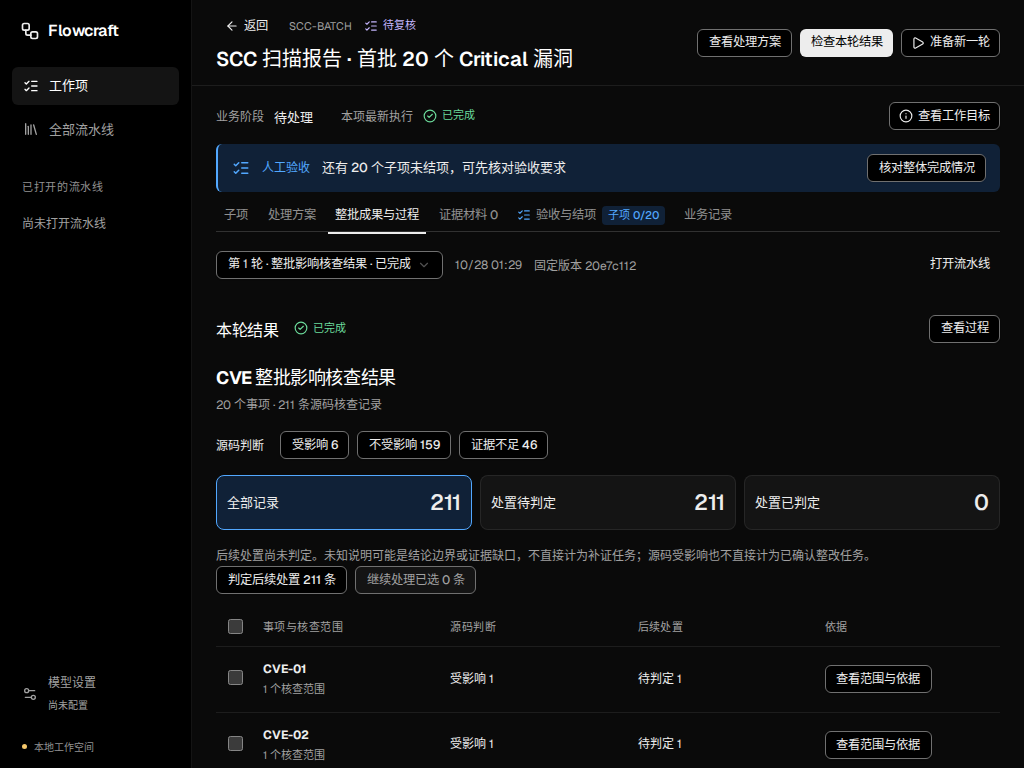 Flowcraft
工作项
全部流水线
已打开的流水线
尚未打开流水线
模型设置
尚未配置
本地工作空间
返回 SCC-BATCH 待复核
SCC 扫描报告 · 首批 20 个 Critical 漏洞
查看处理方案 检查本轮结果 准备新一轮
业务阶段 待处理 本项最新执行 已完成 查看工作目标
人工验收 还有 20 个子项未结项，可先核对验收要求 核对整体完成情况
子项 处理方案 整批成果与过程 证据材料 0 验收与结项 子项 0/20 业务记录
第 1 轮 · 整批影响核查结果 · 已完成 10/28 01:29 固定版本 20e7c112 打开流水线
本轮结果 已完成 查看过程
CVE 整批影响核查结果
20 个事项 · 211 条源码核查记录
源码判断 受影响 6 不受影响 159 证据不足 46
全部记录 211 处置待判定 211 处置已判定 0
后续处置尚未判定。未知说明可能是结论边界或证据缺口，不直接计为补证任务；源码受影响也不直接计为已确认整改任务。
判定后续处置 211 条 继续处理已选 0 条
事项与核查范围 源码判断 后续处置 依据
CVE-01
1 个核查范围 受影响 1 待判定 1 查看范围与依据
CVE-02
1 个核查范围 受影响 1 待判定 1 查看范围与依据